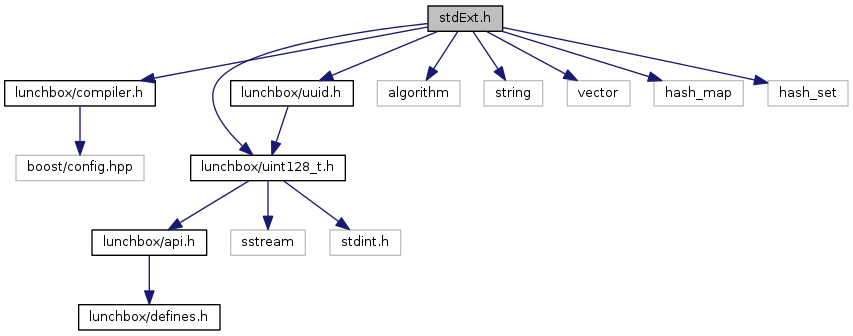 stdExt.h
lunchbox/compiler.h
lunchbox/uuid.h
algorithm
string
vector
hash_map
hash_set
boost/config.hpp
lunchbox/uint128_t.h
lunchbox/api.h
sstream
stdint.h
lunchbox/defines.h